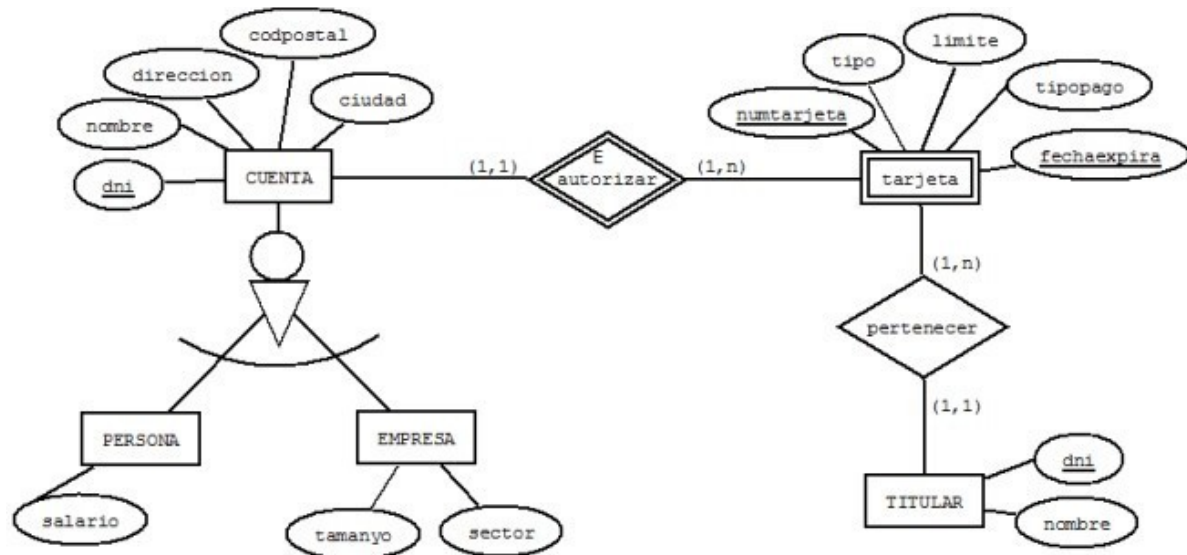 codpostal
direccion
ciudad
nombre
dni
CUENTA
(1,1)
E
autorizar
(1,n)
limite
tipo
tipopago
numtarjeta
fechaexpira
tarjeta
(1,n)
pertenecer
(1,1)
PERSONA
EMPRESA
salario
tamanyo
sector
dni
TITULAR
nombre